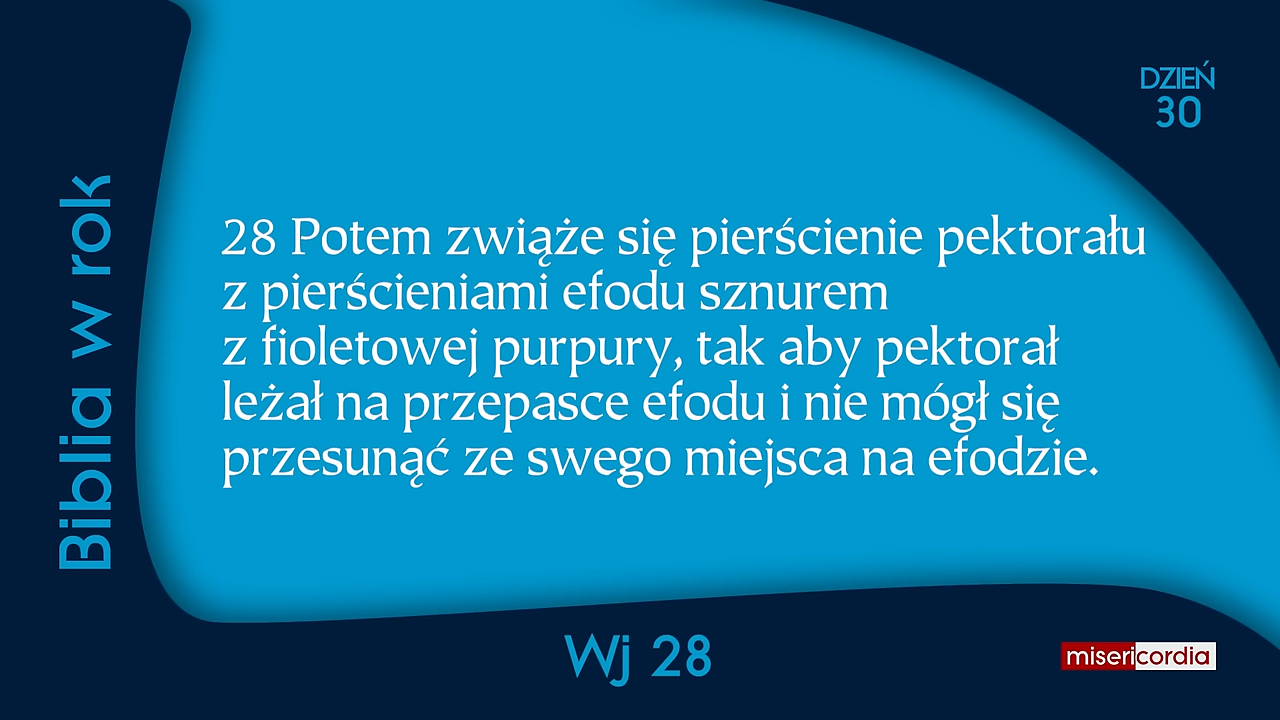 DZIEŃ
30
Biblia w rok
28 Potem zwiąże się pierścienie pektorału
z pierścieniami efodu sznurem
z fioletowej purpury, tak aby pektorał
leżał na przepasce efodu i nie mógł się
przesunąć ze swego miejsca na efodzie.
Wj 28
misericordia